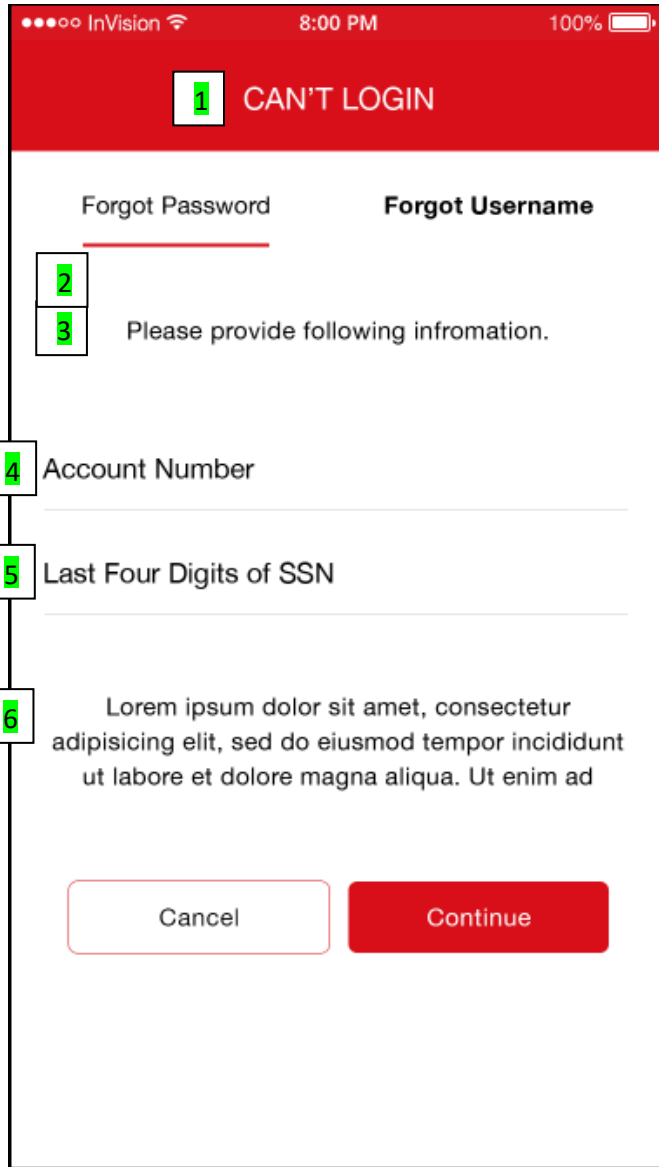 InVision 8:00 PM 100%
1 CAN'T LOGIN
Forgot Password Forgot Username
2
3 Please provide following infromation.
4 Account Number
5 Last Four Digits of SSN
6 Lorem ipsum dolor sit amet, consectetur
adipisicing elit, sed do eiusmod tempor incididunt
ut labore et dolore magna aliqua. Ut enim ad
Cancel Continue